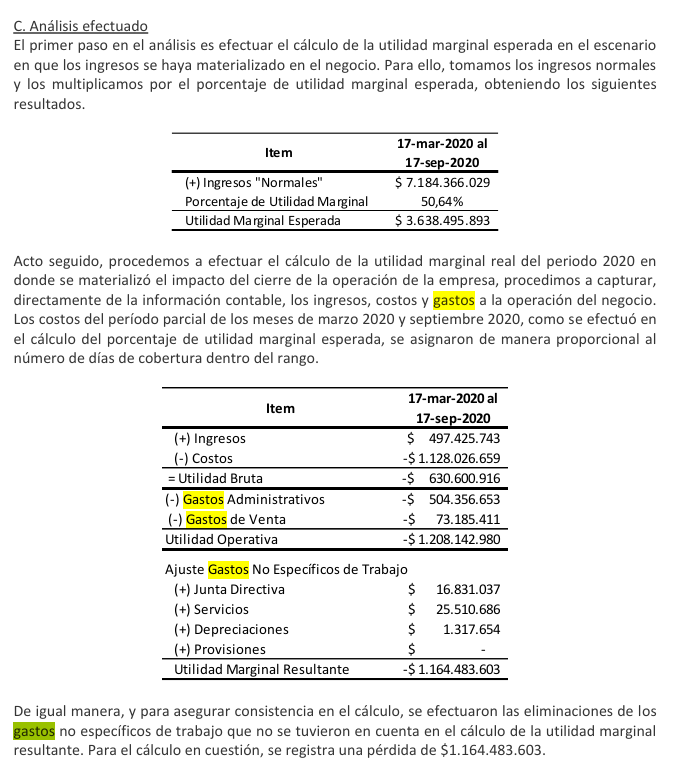 C. Análisis efectuado
El primer paso en el análisis es efectuar el cálculo de la utilidad marginal esperada en el escenario
en que los ingresos se haya materializado en el negocio. Para ello, tomamos los ingresos normales
y los multiplicamos por el porcentaje de utilidad marginal esperada, obteniendo los siguientes
resultados.
Item 17-mar-2020 al
17-sep-2020
(+) Ingresos "Normales" $ 7.184.366.029
Porcentaje de Utilidad Marginal 50,64%
Utilidad Marginal Esperada $ 3.638.495.893
Acto seguido, procedemos a efectuar el cálculo de la utilidad marginal real del periodo 2020 en
donde se materializó el impacto del cierre de la operación de la empresa, procedimos a capturar,
directamente de la información contable, los ingresos, costos y gastos a la operación del negocio.
Los costos del período parcial de los meses de marzo 2020 y septiembre 2020, como se efectuó en
el cálculo del porcentaje de utilidad marginal esperada, se asignaron de manera proporcional al
número de días de cobertura dentro del rango.
Item 17-mar-2020 al
17-sep-2020
(+) Ingresos $ 497.425.743
(-) Costos -$ 1.128.026.659
= Utilidad Bruta -$ 630.600.916
(-) Gastos Administrativos -$ 504.356.653
(-) Gastos de Venta -$ 73.185.411
Utilidad Operativa -$ 1.208.142.980
Ajuste Gastos No Específicos de Trabajo
(+) Junta Directiva $ 16.831.037
(+) Servicios $ 25.510.686
(+) Depreciaciones $ 1.317.654
(+) Provisiones $ -
Utilidad Marginal Resultante -$ 1.164.483.603
De igual manera, y para asegurar consistencia en el cálculo, se efectuaron las eliminaciones de los
gastos no específicos de trabajo que no se tuvieron en cuenta en el cálculo de la utilidad marginal
resultante. Para el cálculo en cuestión, se registra una pérdida de $1.164.483.603.